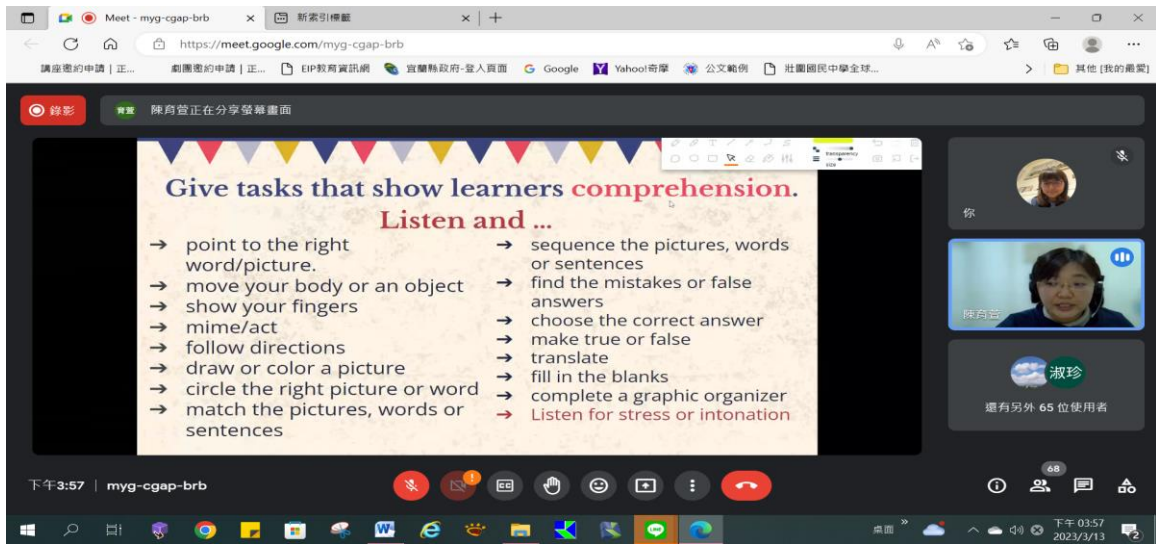 Meet - myg-cgap-brb
新索引標籤
https://meet.google.com/myg-cgap-brb
講座邀約申請 | 正...
劇團邀約申請 | 正...
EIP教育資訊網
宜蘭縣政府-登入頁面
Google
Yahoo!奇摩
公文範例
壯圍國民中學全球...
其他 [我的最愛]
錄影
育萱
陳育萱正在分享螢幕畫面
transparency
size
Give tasks that show learners comprehension.
Listen and ...
→ point to the right
word/picture.
→ move your body or an object
→ show your fingers
→ mime/act
→ follow directions
→ draw or color a picture
→ circle the right picture or word
→ match the pictures, words or
sentences
→ sequence the pictures, words
or sentences
→ find the mistakes or false
answers
→ choose the correct answer
→ make true or false
→ translate
→ fill in the blanks
→ complete a graphic organizer
→ Listen for stress or intonation
你
陳育萱
淑珍
還有另外 65 位使用者
下午3:57 | myg-cgap-brb
68
桌面
下午 03:57
2023/3/13
2